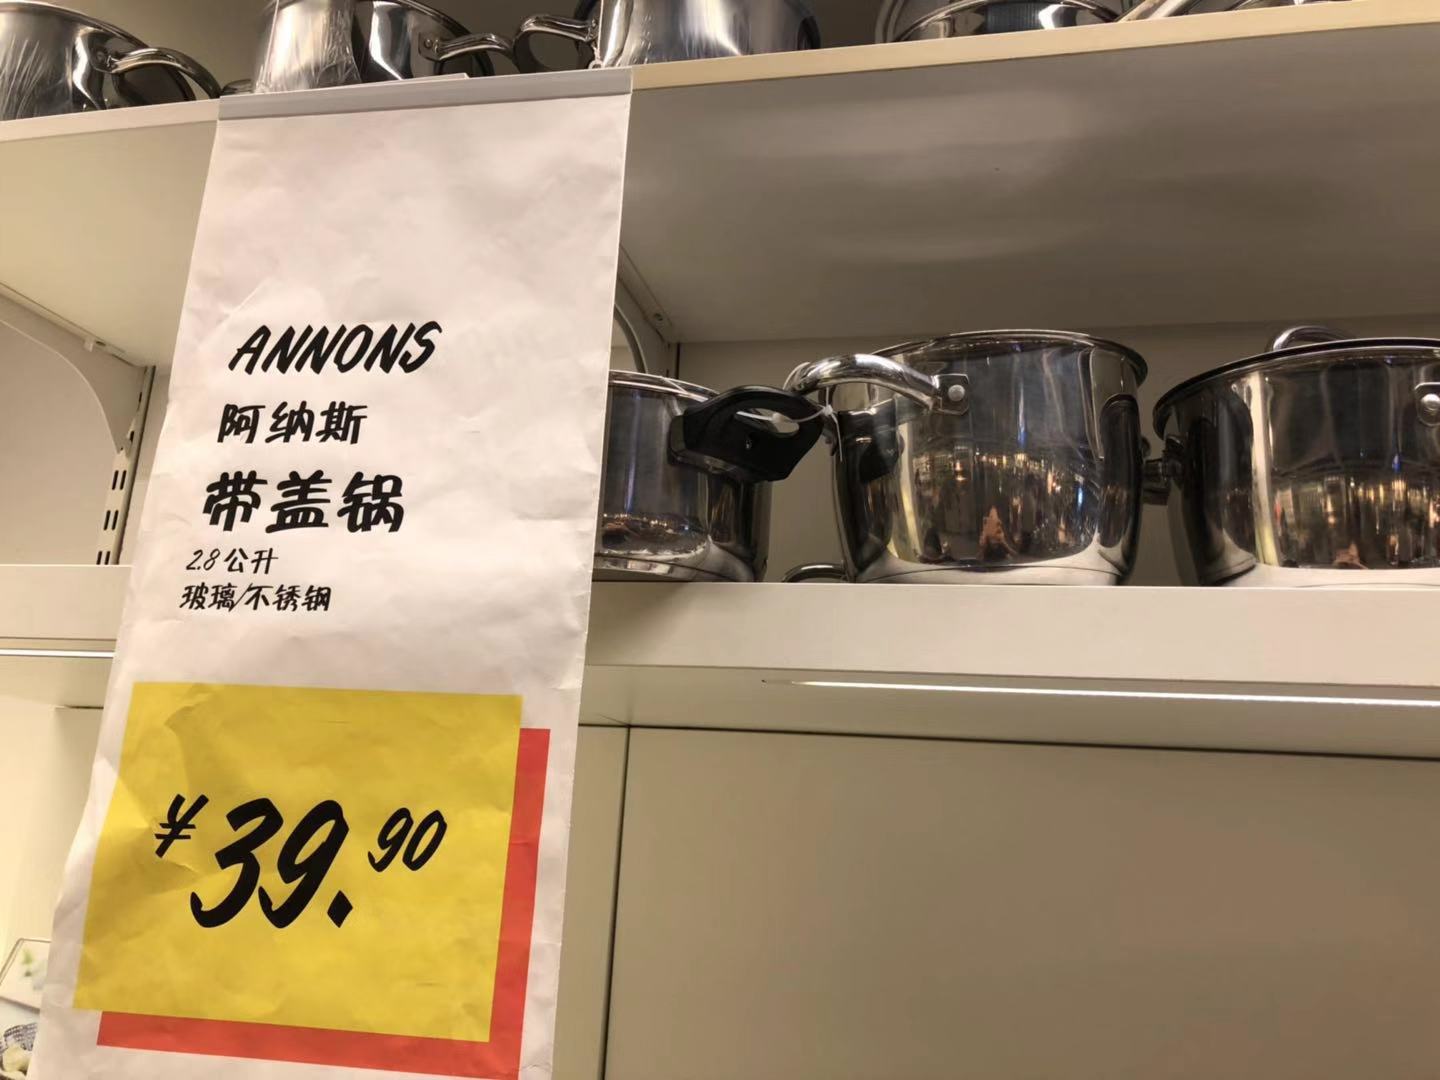 ANNONS
阿纳斯
带盖锅
2.8公升
玻璃/不锈钢
¥39.90